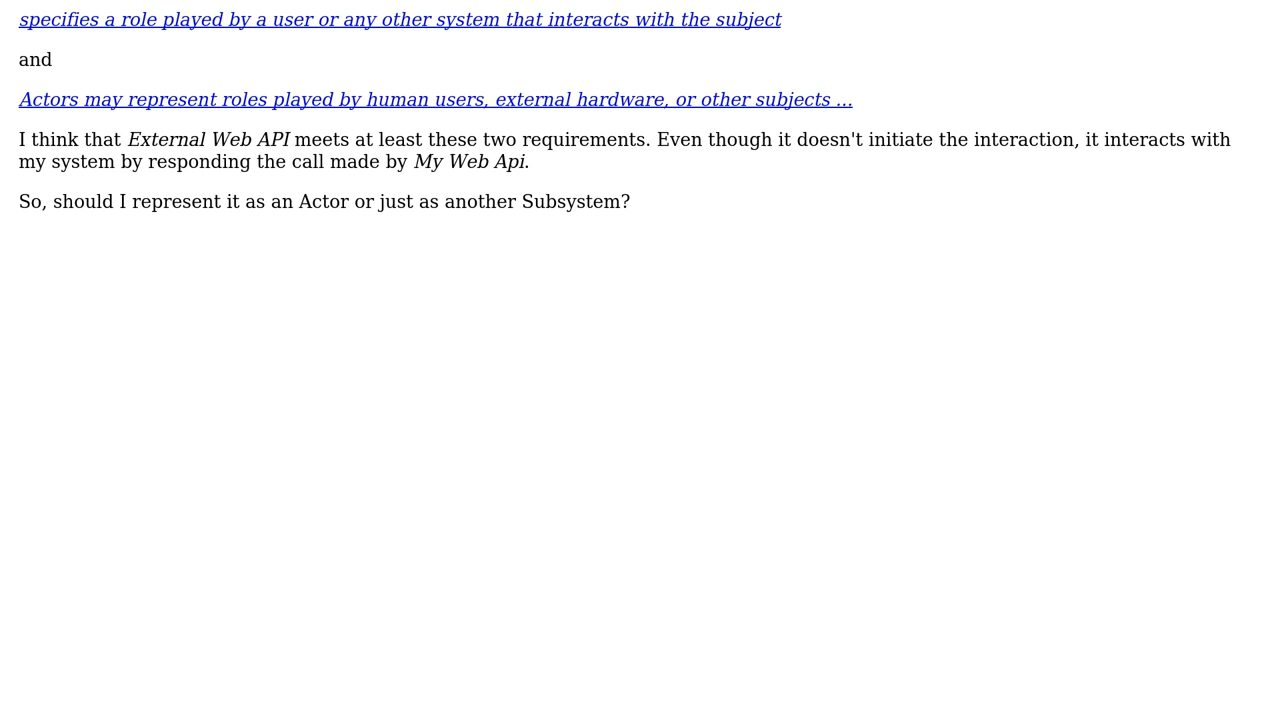 specifies a role played by a user or any other system that interacts with the subject
and
Actors may represent roles played by human users, external hardware, or other subjects ...
I think that External Web API meets at least these two requirements. Even though it doesn't initiate the interaction, it interacts with
my system by responding the call made by My Web Api.
So, should I represent it as an Actor or just as another Subsystem?